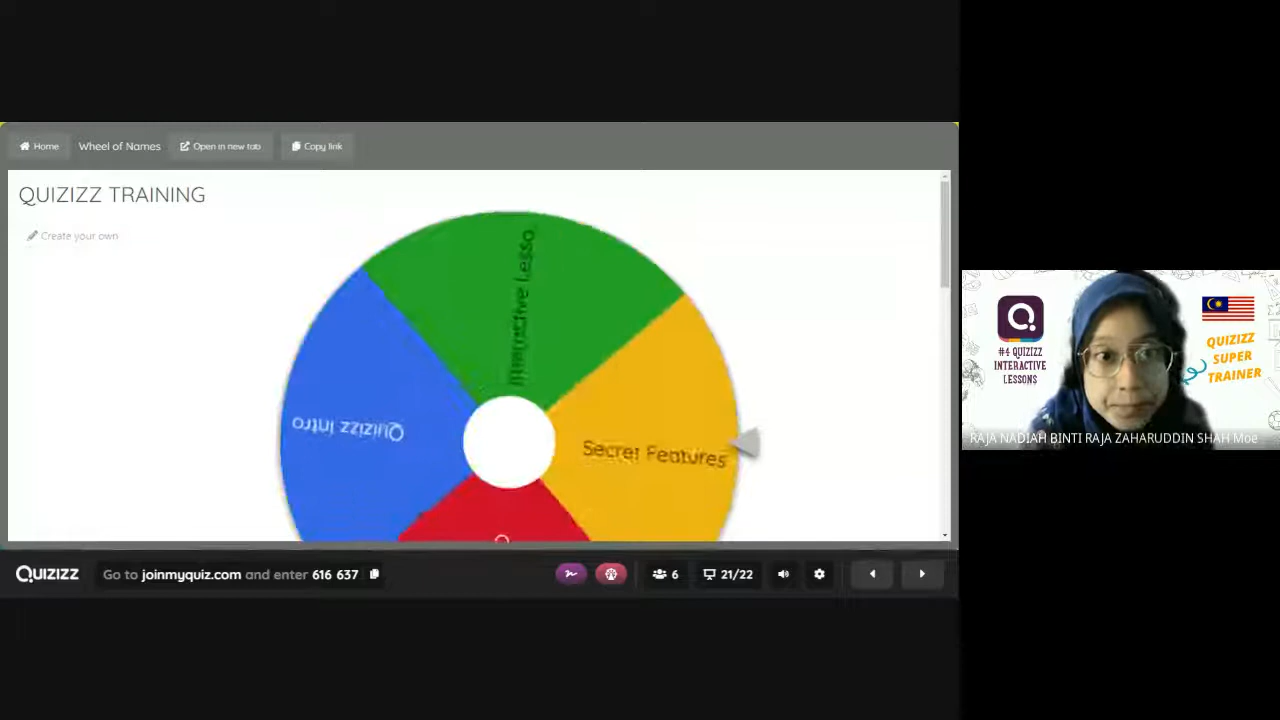 Home
Wheel of Names
Open in new tab
Copy link
QUIZIZZ TRAINING
Create your own
Interactive Lesso
Quizizz Intro
Secret Features
QUIZIZZ
Go to joinmyquiz.com and enter 616 637
6
21/22
Q
#4 QUIZIZZ
INTERACTIVE
LESSONS
QUIZIZZ
SUPER
TRAINER
RAJA NADIAH BINTI RAJA ZAHARUDDIN SHAH Moe